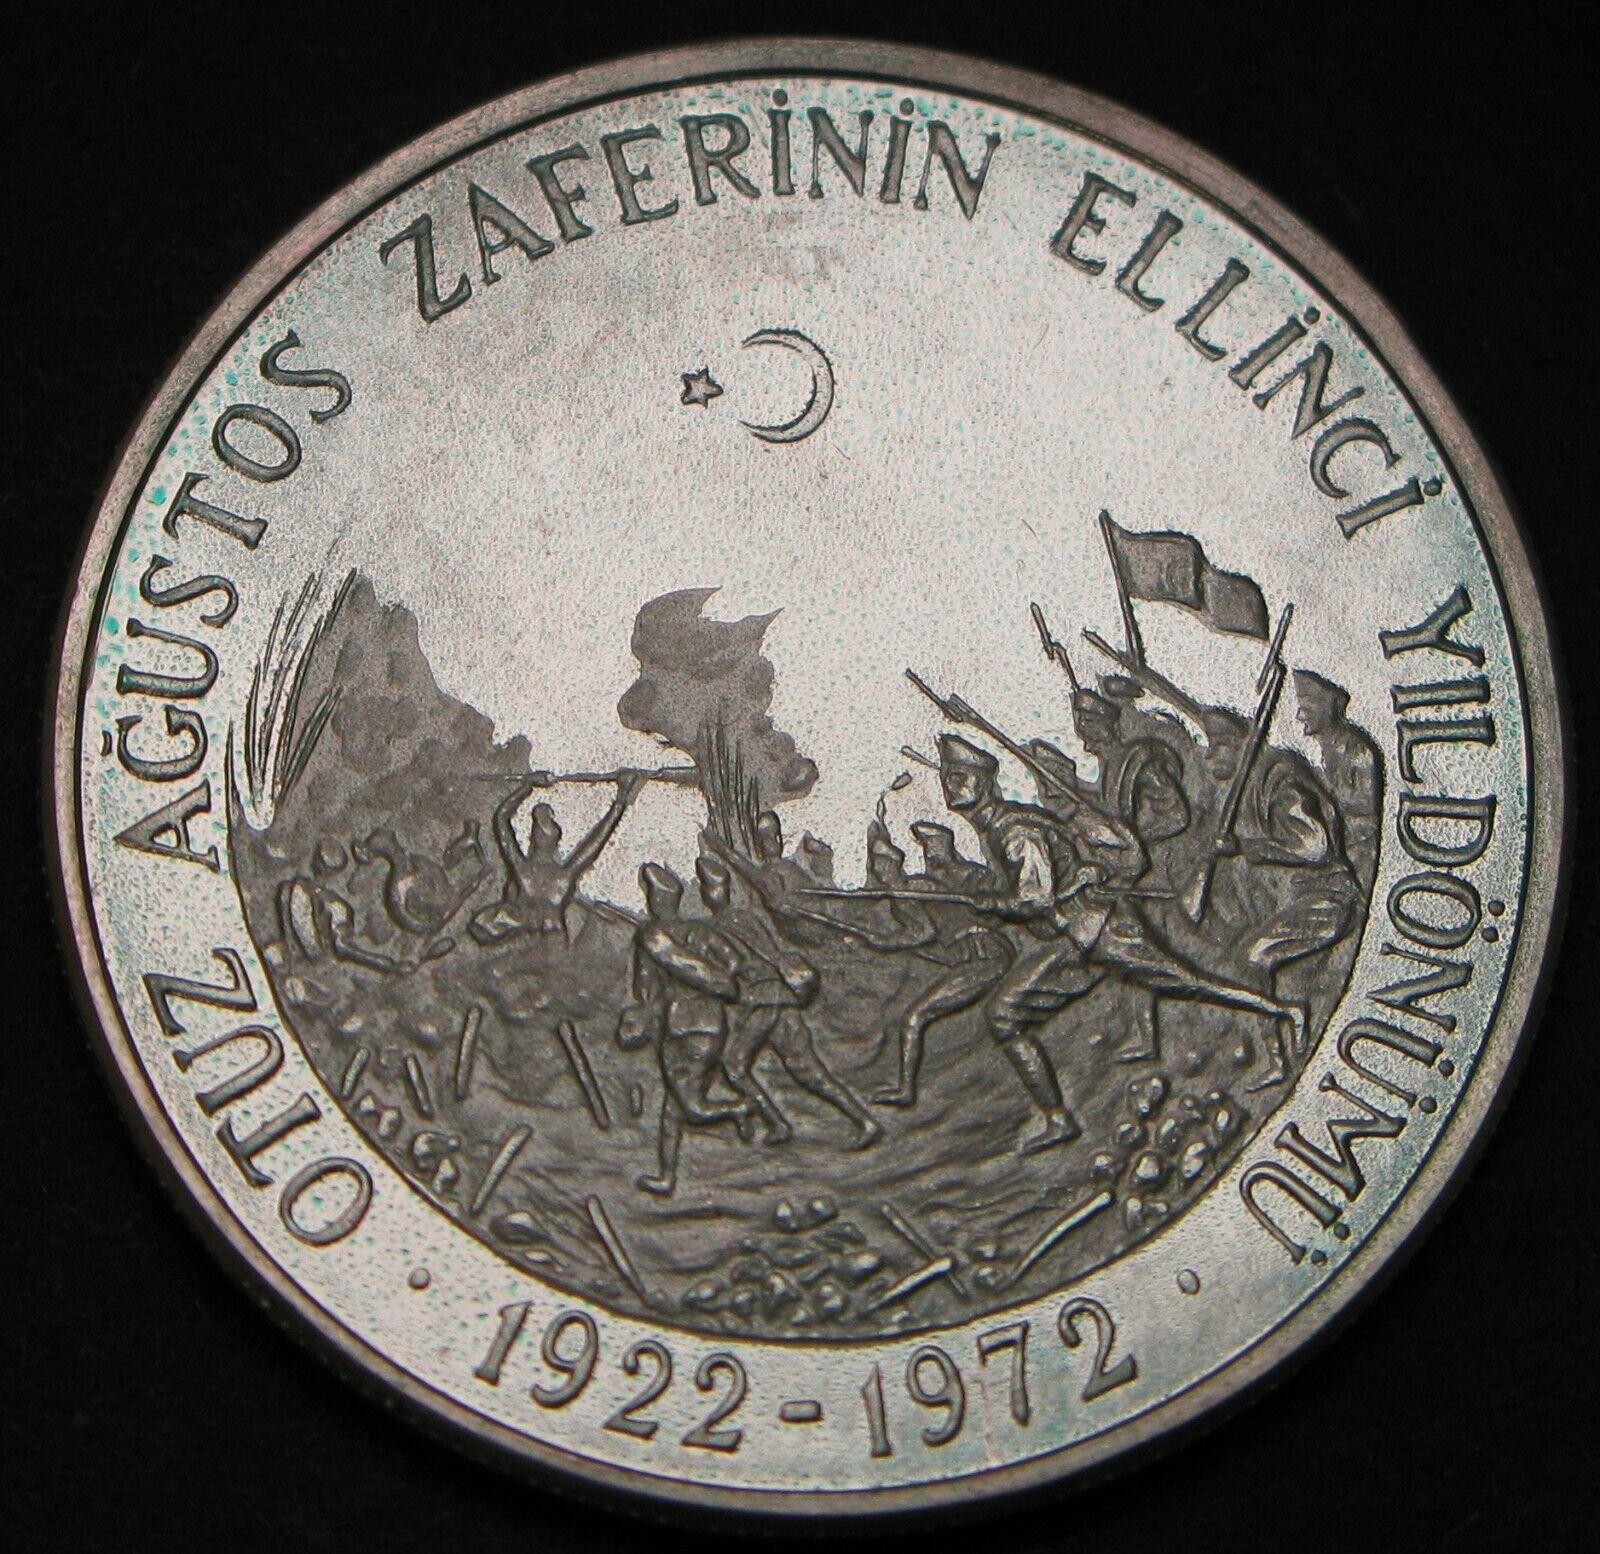 OTUZ AĞUSTOS ZAFERİNİN ELLİNCİ YILDÖNÜMÜ
· 1922-1972 ·